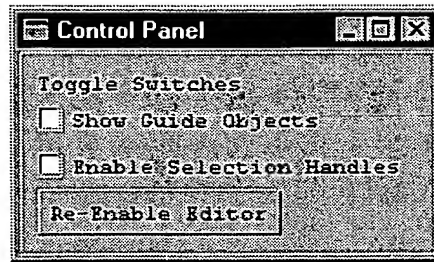 Control Panel
Toggle Switches
Show Guide Objects
Enable Selection Handles
Re-Enable Editor